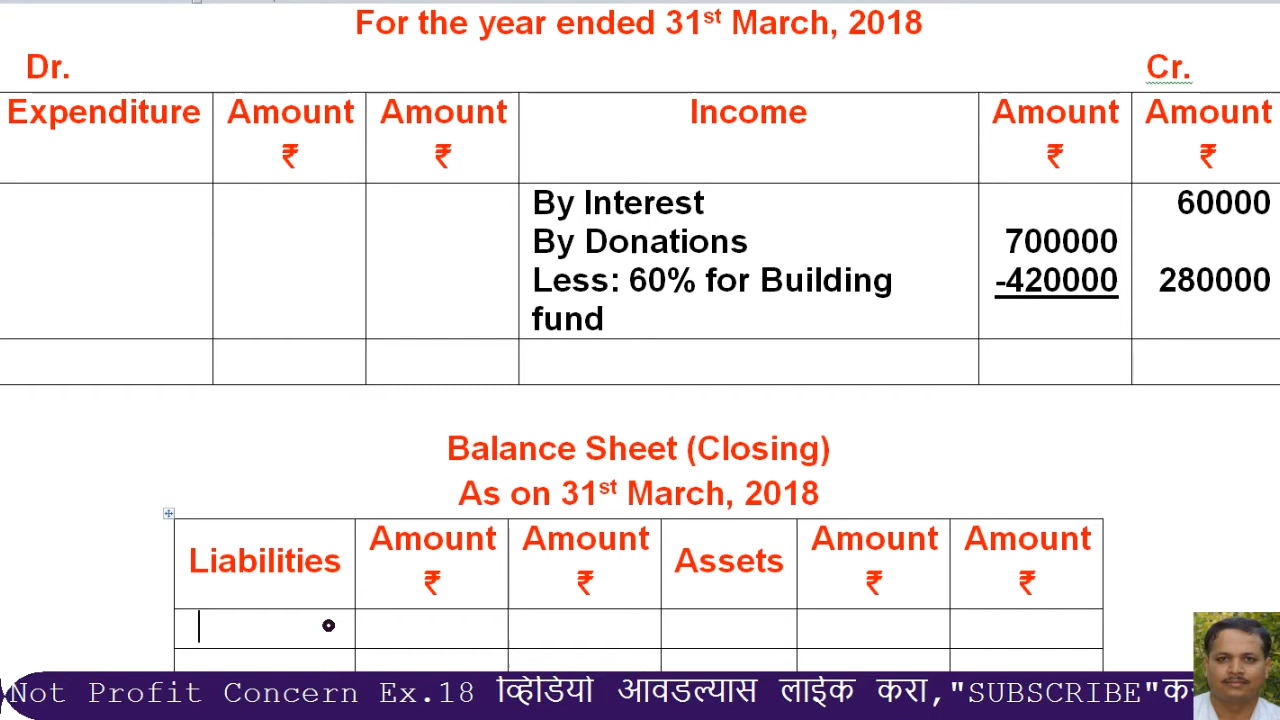 For the year ended 31st March, 2018
Dr. Cr.
Expenditure Amount ₹ Amount ₹ Income Amount ₹ Amount ₹
By Interest 60000
By Donations 700000
Less: 60% for Building -420000 280000
fund
Balance Sheet (Closing)
As on 31st March, 2018
Liabilities Amount ₹ Amount ₹ Assets Amount ₹ Amount ₹
Not Profit Concern Ex.18 व्हिडियो आवडल्यास लाईक करा,"SUBSCRIBE"क